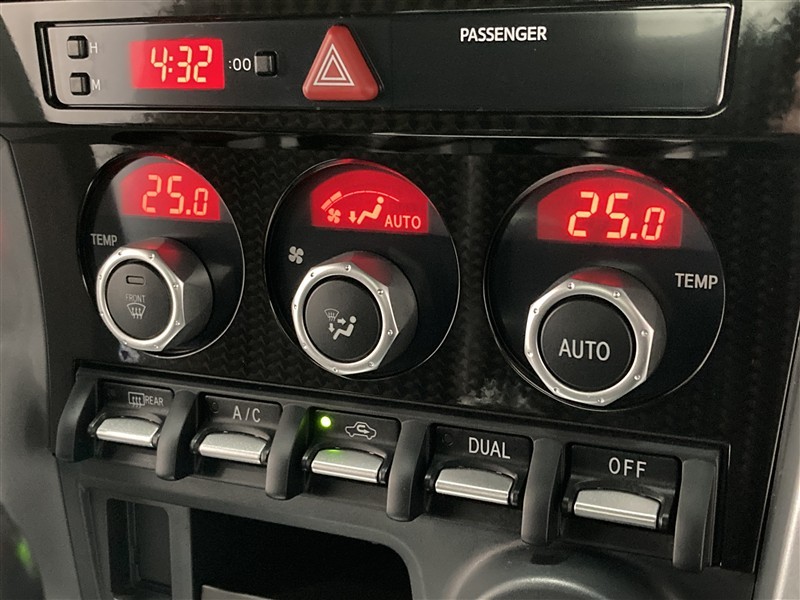 H
4:32 :00
M
PASSENGER
25.0
AUTO
25.0
TEMP
TEMP
FRONT
AUTO
REAR
A/C
DUAL
OFF